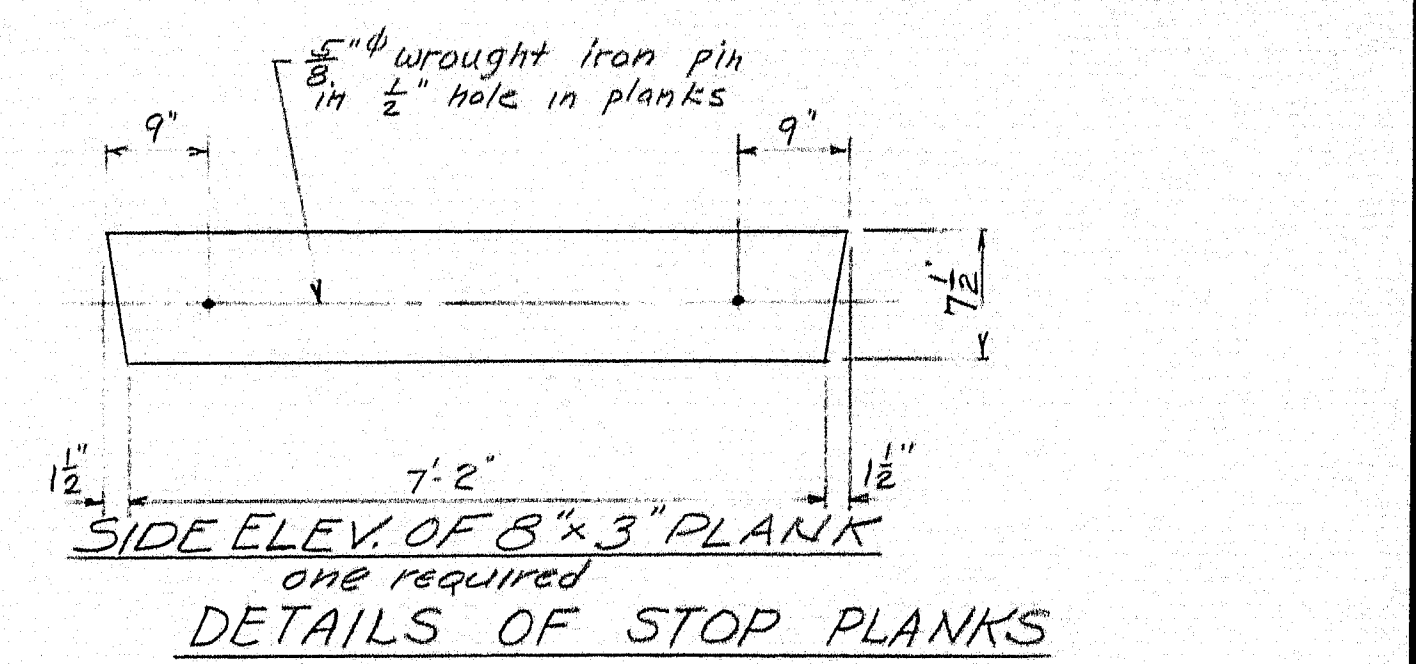 5/8"ϕ wrought iron pin
in 1/2" hole in planks
9"
9"
7 1/2"
1 1/2"
7'-2"
1 1/2"
SIDE ELEV. OF 8"x 3" PLANK
one required
DETAILS OF STOP PLANKS